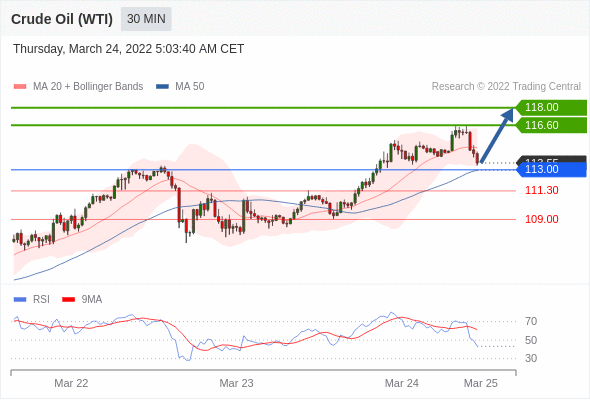 Crude Oil (WTI) 30 MIN
Thursday, March 24, 2022 5:03:40 AM CET
MA 20 + Bollinger Bands MA 50
Research © 2022 Trading Central
118.00
116.60
113.00
111.30
109.00
RSI 9MA
70
50
30
Mar 22 Mar 23 Mar 24 Mar 25